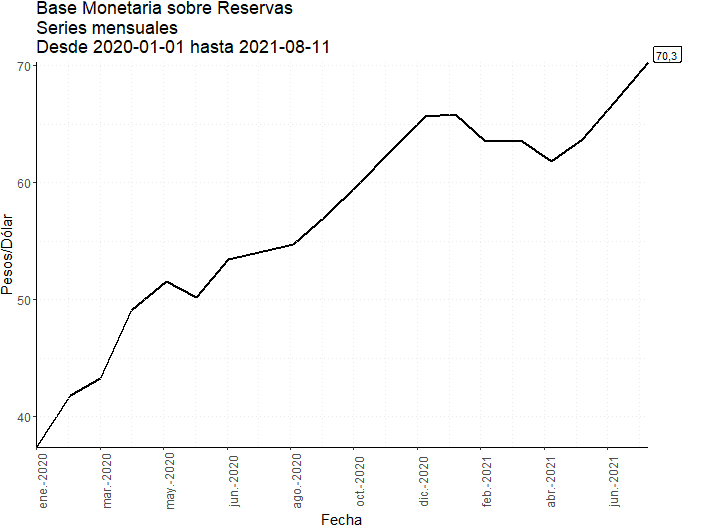 Base Monetaria sobre Reservas
Series mensuales
Desde 2020-01-01 hasta 2021-08-11
70,3
70
60
50
40
Pesos/Dólar
ene.-2020
mar.-2020
may.-2020
jun.-2020
ago.-2020
oct.-2020
dic.-2020
feb.-2021
abr.-2021
jun.-2021
Fecha